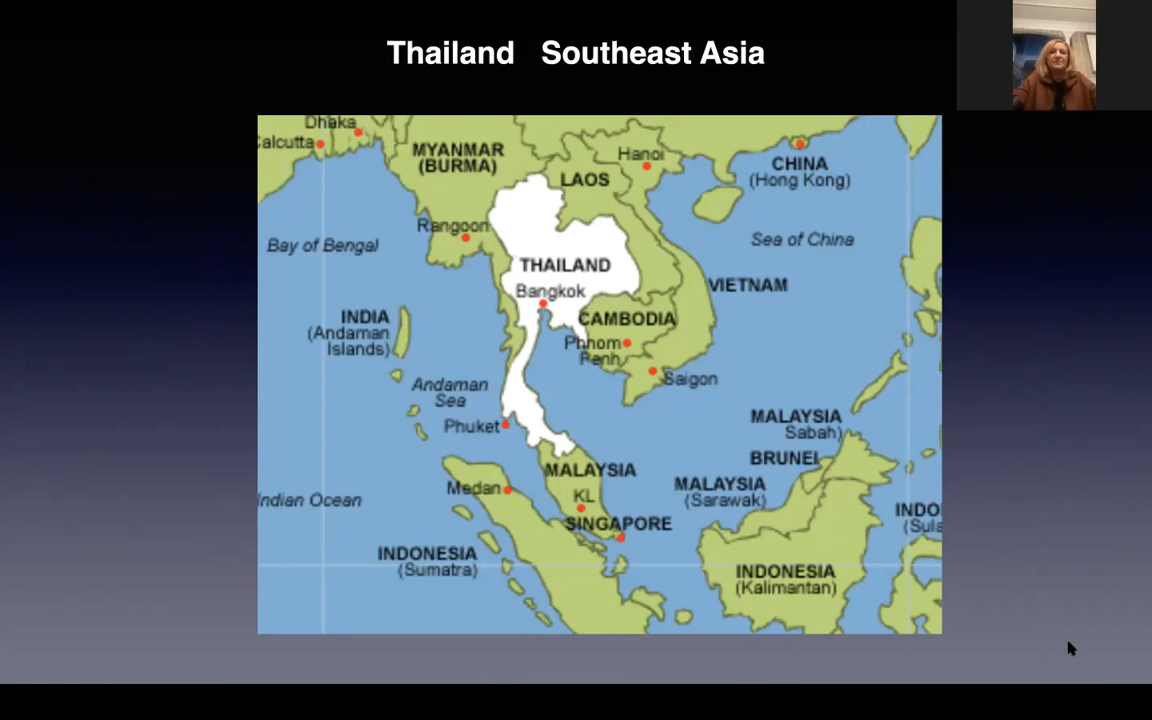 Thailand Southeast Asia
Dhaka
Calcutta
MYANMAR
(BURMA)
Hanoi
CHINA
(Hong Kong)
LAOS
Rangoon
Bay of Bengal
Sea of China
THAILAND
Bangkok
VIETNAM
INDIA
(Andaman
Islands)
CAMBODIA
Phnom
Penh
Saigon
Andaman
Sea
Phuket
MALAYSIA
Sabah)
BRUNEI
MALAYSIA
KL
Medan
MALAYSIA
(Sarawak)
Indian Ocean
SINGAPORE
INDO
(Sula
INDONESIA
(Sumatra)
INDONESIA
(Kalimantan)